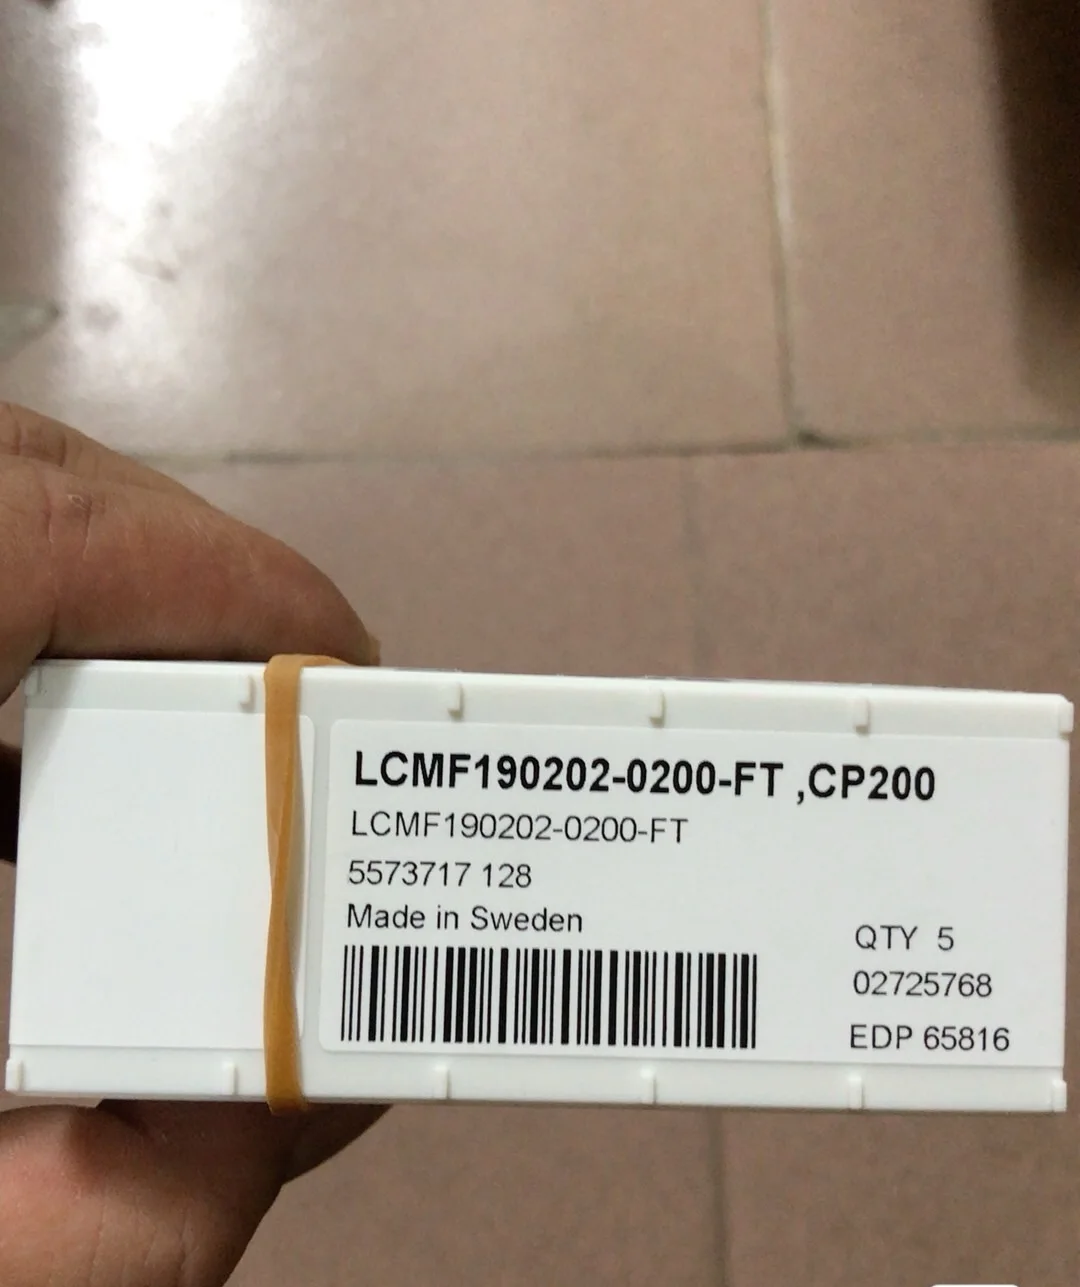 LCMF190202-0200-FT ,CP200
LCMF190202-0200-FT
5573717 128
Made in Sweden
QTY 5
02725768
EDP 65816